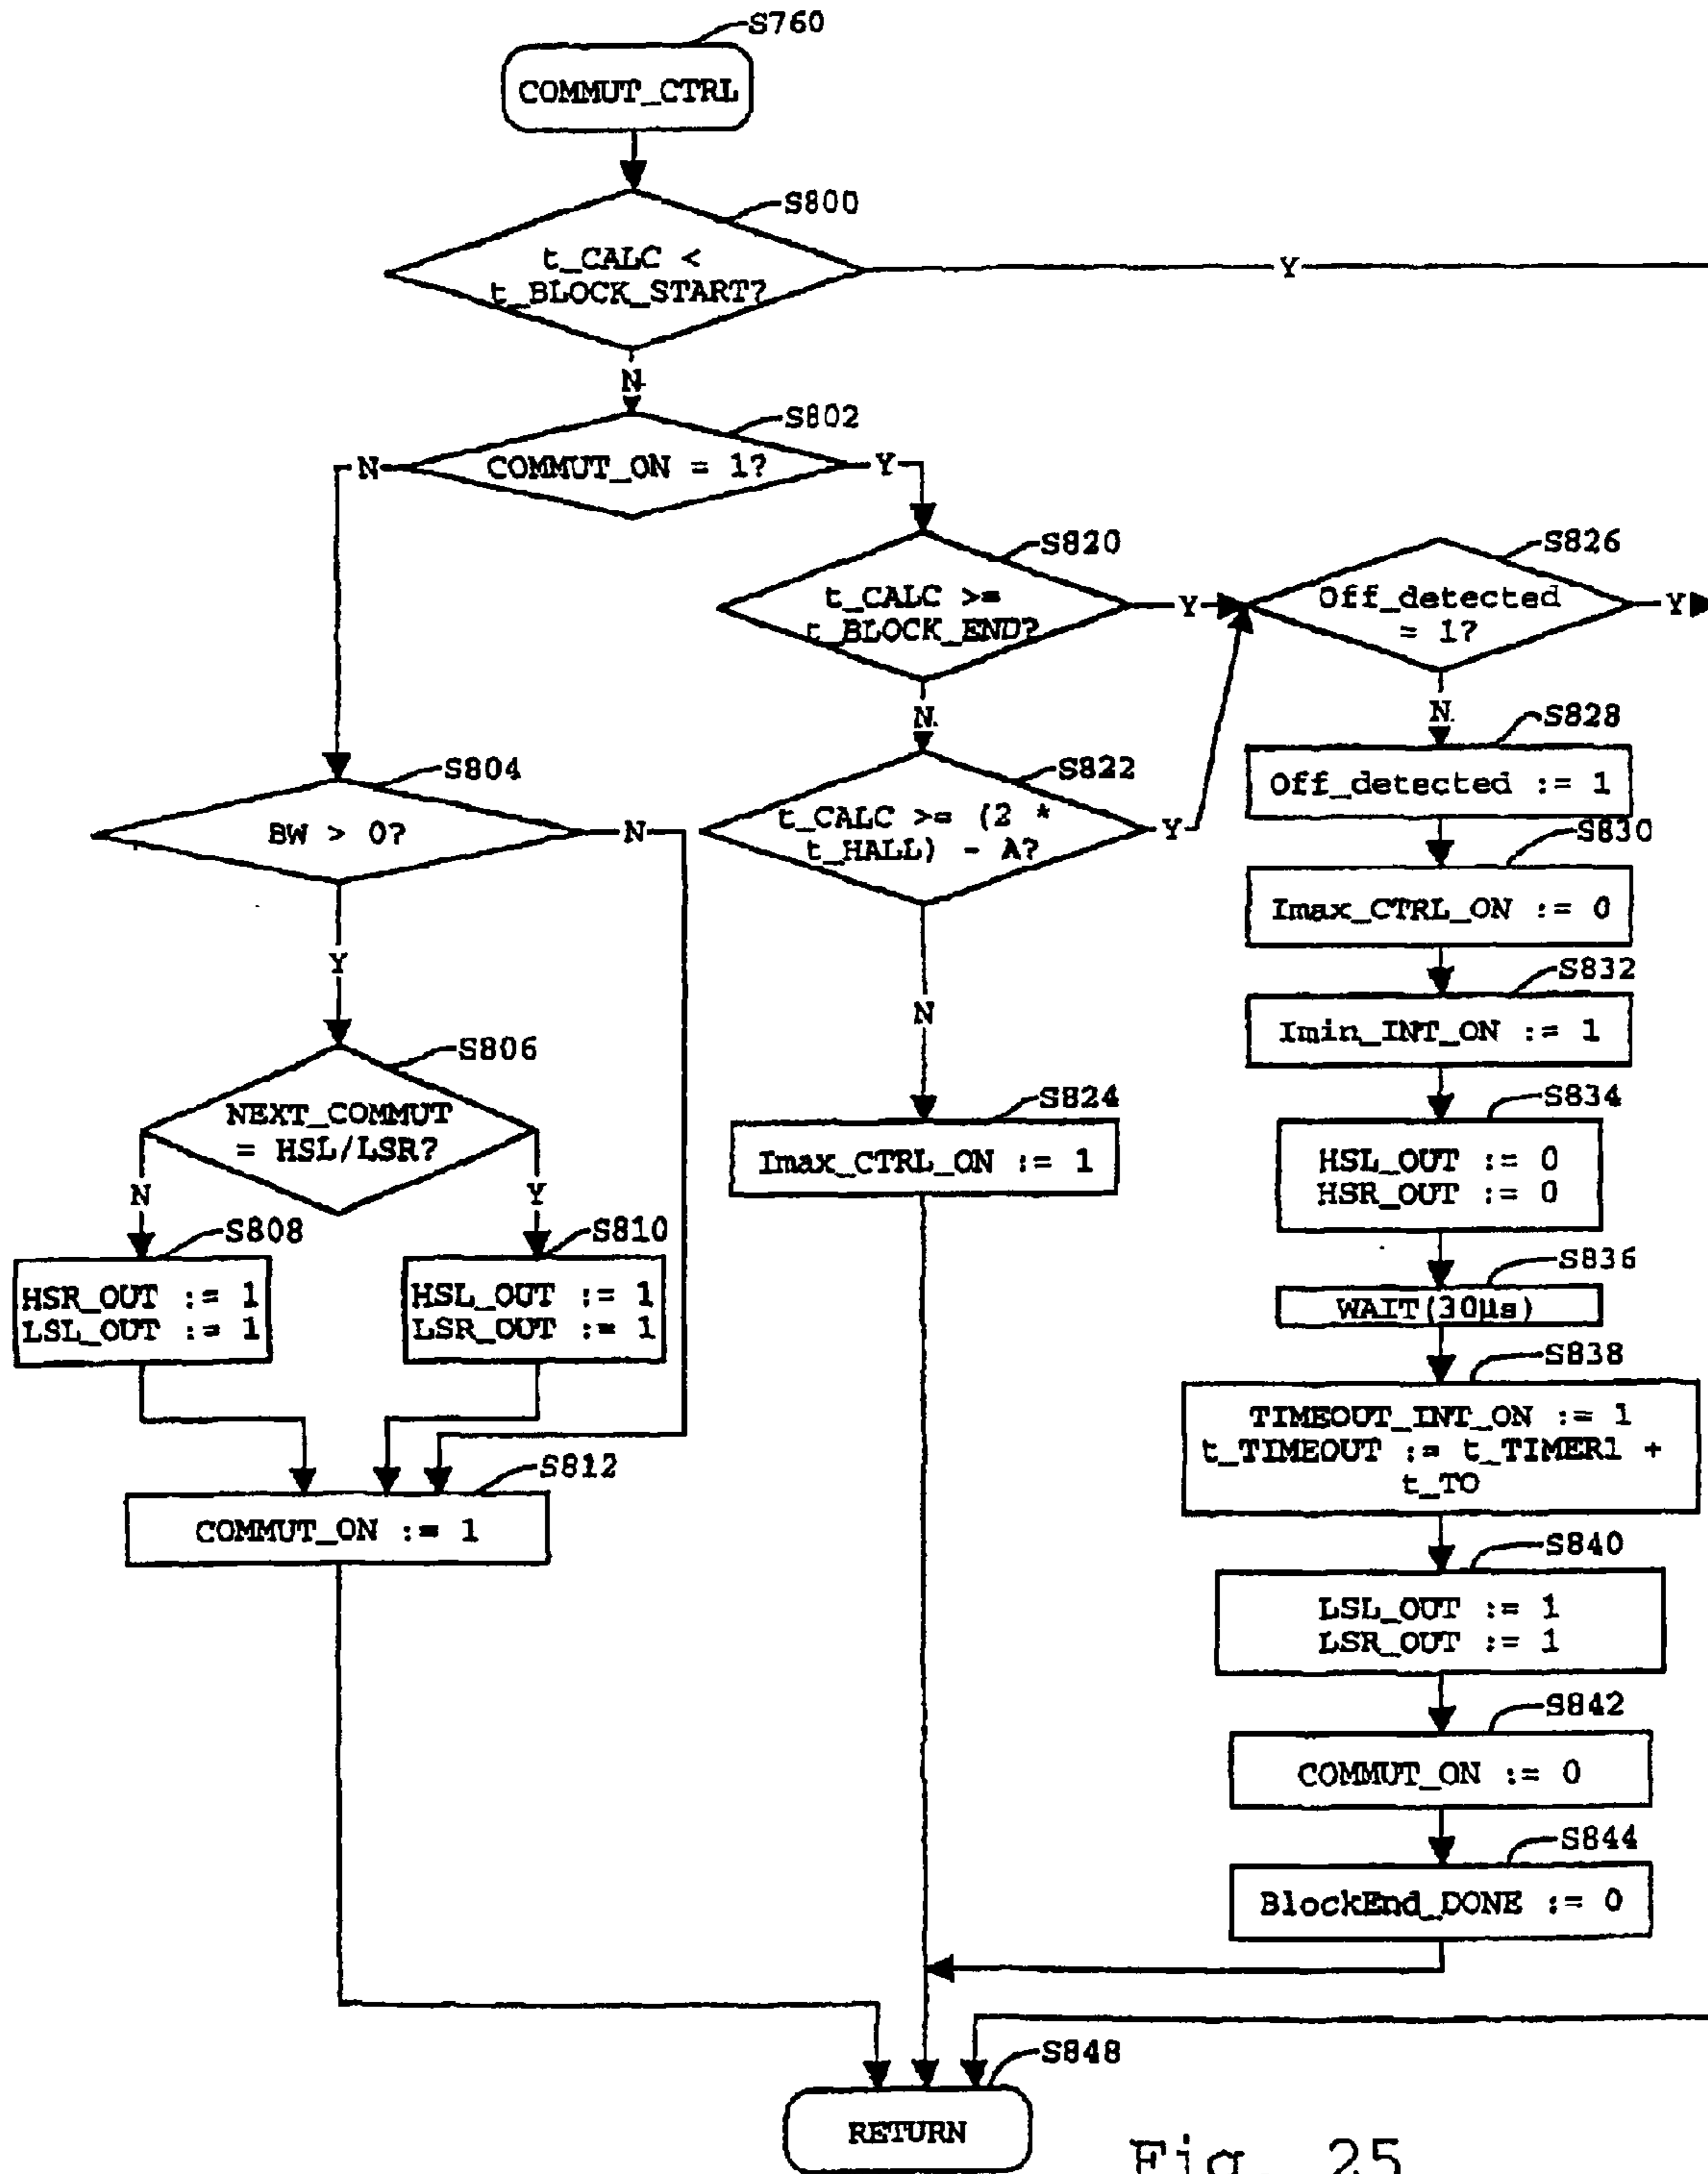 S760
COMMUT_CTRL
S800
t_CALC <
t_BLOCK_START?
Y
N
S802
COMMUT_ON = 1?
N
Y
S820
t_CALC >=
t_BLOCK_END?
Y
N
S826
Off_detected
= 1?
Y
N
S804
BW > 0?
N
Y
S822
t_CALC >= (2 *
t_HALL) - A?
Y
N
S828
Off_detected := 1
S830
Imax_CTRL_ON := 0
S832
Imin_INT_ON := 1
S806
NEXT_COMMUT
= HSL/LSR?
N
Y
S808
HSR_OUT := 1
LSL_OUT := 1
S810
HSL_OUT := 1
LSR_OUT := 1
S812
COMMUT_ON := 1
S824
Imax_CTRL_ON := 1
S834
HSL_OUT := 0
HSR_OUT := 0
S836
WAIT(30µs)
S838
TIMEOUT_INT_ON := 1
t_TIMEOUT := t_TIMER1 +
t_TO
S840
LSL_OUT := 1
LSR_OUT := 1
S842
COMMUT_ON := 0
S844
BlockEnd_DONE := 0
S848
RETURN
Fig. 25